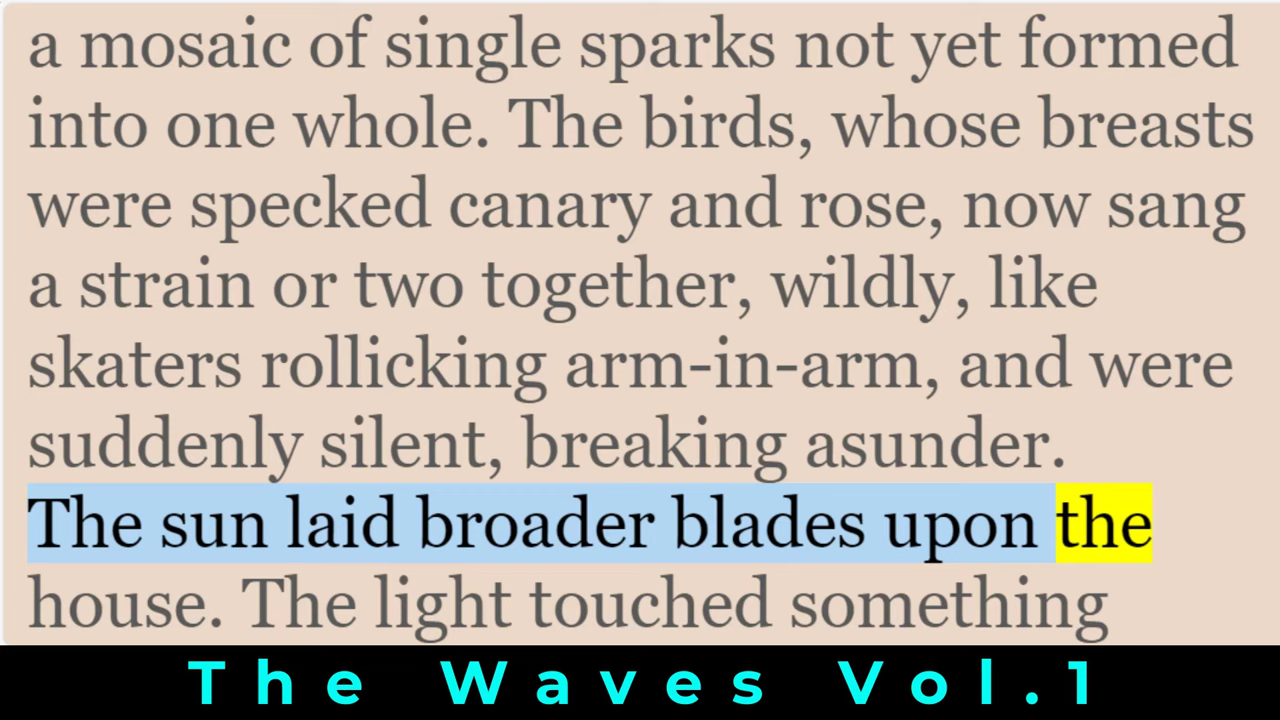 a mosaic of single sparks not yet formed
into one whole. The birds, whose breasts
were specked canary and rose, now sang
a strain or two together, wildly, like
skaters rollicking arm-in-arm, and were
suddenly silent, breaking asunder.
The sun laid broader blades upon the
house. The light touched something
The Waves Vol.1